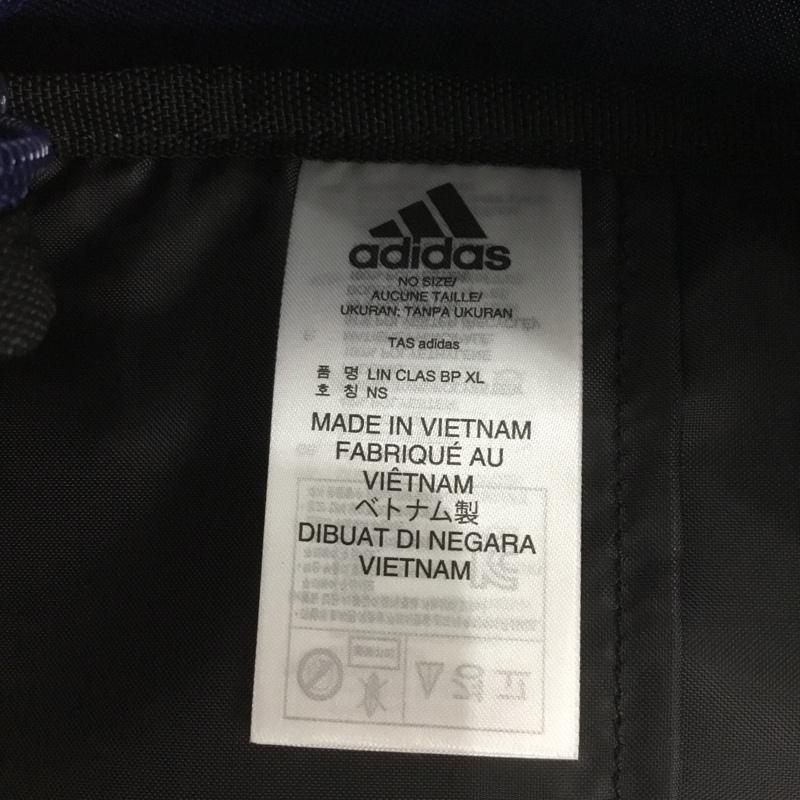 adidas
NO SIZE/
AUCUNE TAILLE/
UKURAN: TANPA UKURAN
TAS adidas
품 명 LIN CLAS BP XL
호 칭 NS
MADE IN VIETNAM
FABRIQUÉ AU
VIÊTNAM
ベトナム製
DIBUAT DI NEGARA
VIETNAM